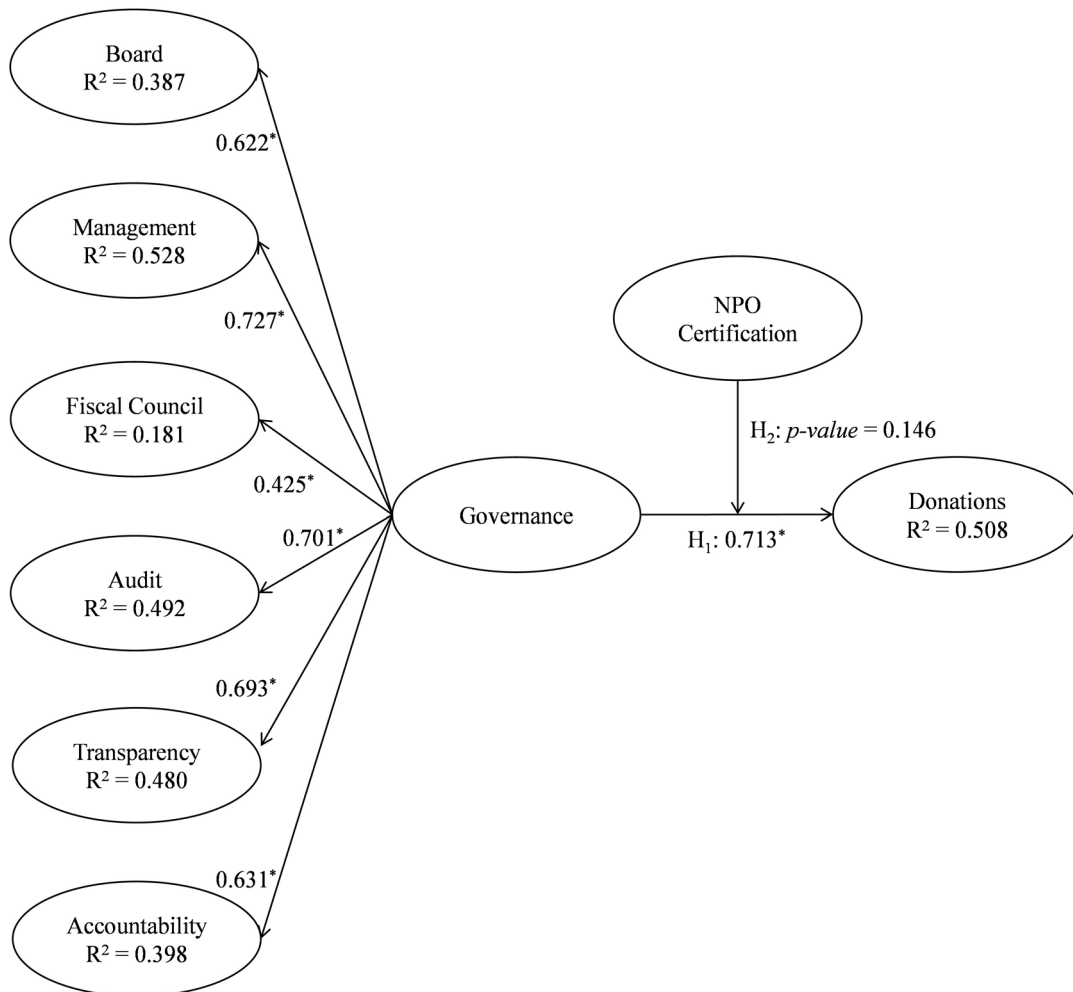 Board
R² = 0.387
0.622*
Management
R² = 0.528
0.727*
Fiscal Council
R² = 0.181
0.425*
0.701*
Audit
R² = 0.492
0.693*
Transparency
R² = 0.480
0.631*
Accountability
R² = 0.398
Governance
NPO
Certification
H₂: p-value = 0.146
H₁: 0.713*
Donations
R² = 0.508